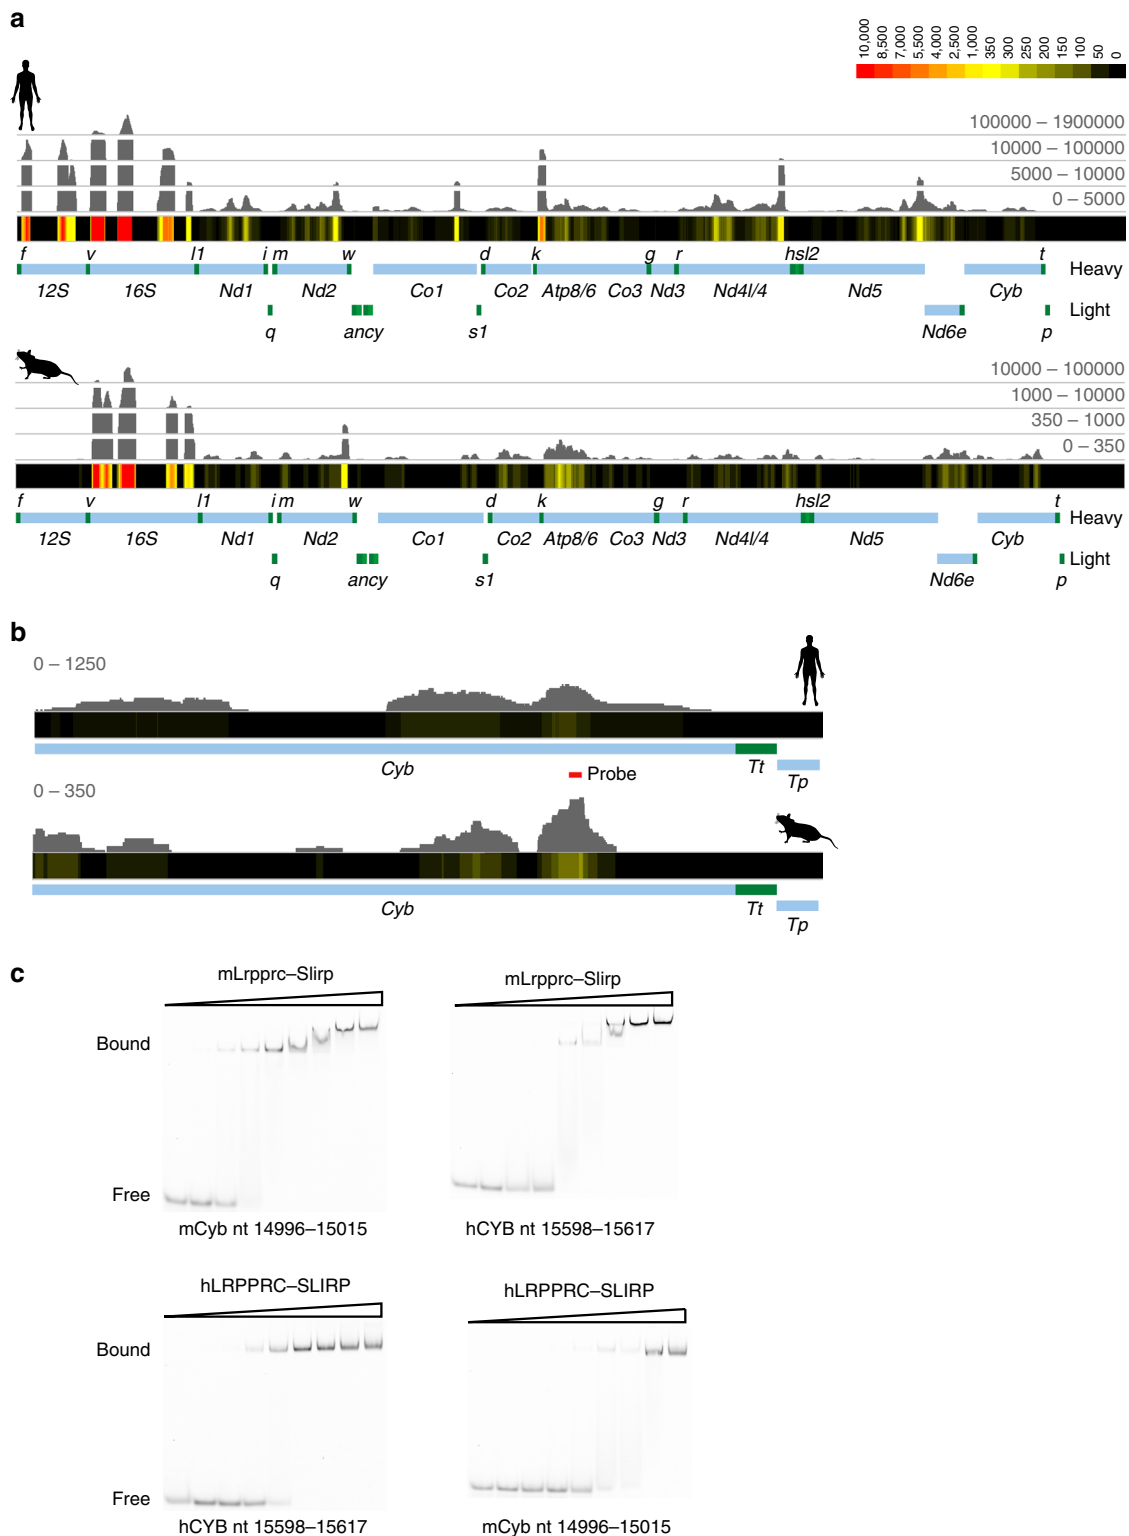 a
10,000 8,500 7,000 5,500 4,000 2,500 1,000 350 300 250 200 150 100 50 0
100000 – 1900000
10000 – 100000
5000 – 10000
0 – 5000
f v l1 i m w d k g r hsl2 t Heavy
12S 16S Nd1 Nd2 Co1 Co2 Atp8/6 Co3 Nd3 Nd4l/4 Nd5 Cyb
Light
q ancy s1 Nd6e p
10000 – 100000
1000 – 10000
350 – 1000
0 – 350
f v l1 i m w d k g r hsl2 t
Heavy
12S 16S Nd1 Nd2 Co1 Co2 Atp8/6 Co3 Nd3 Nd4l/4 Nd5 Cyb
Light
q ancy s1 Nd6e p
b
0 – 1250
Cyb Tt Tp
Probe
0 – 350
Cyb Tt Tp
c
mLrpprc–Slirp mLrpprc–Slirp
Bound
Free
mCyb nt 14996–15015 hCYB nt 15598–15617
hLRPPRC–SLIRP hLRPPRC–SLIRP
Bound
Free
hCYB nt 15598–15617 mCyb nt 14996–15015